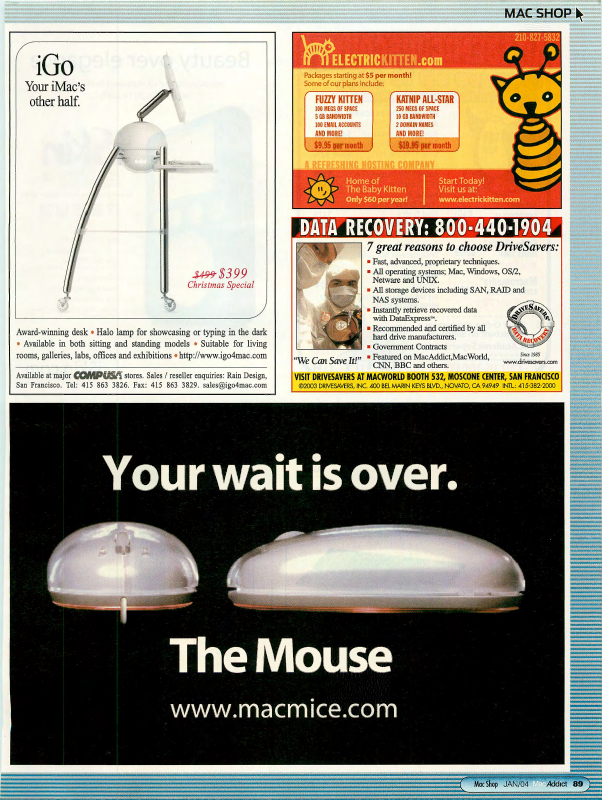 MAC SHOP
iGo
Your iMac's
other half.
$499 $399
Christmas Special
Award-winning desk • Halo lamp for showcasing or typing in the dark
• Available in both sitting and standing models • Suitable for living
rooms, galleries, labs, offices and exhibitions • http://www.igo4mac.com
Available at major COMPUSA stores. Sales / reseller enquiries: Rain Design,
San Francisco. Tel: 415 863 3826. Fax: 415 863 3829. sales@igo4mac.com
210-827-5832
ELECTRICKITTEN.com
Packages starting at $5 per month!
Some of our plans include:
FUZZY KITTEN
100 MEGS OF SPACE
5 GB BANDWIDTH
100 EMAIL ACCOUNTS
AND MORE!
$9.95 per month
KATNIP ALL-STAR
250 MEGS OF SPACE
10 GB BANDWIDTH
2 DOMAIN NAMES
AND MORE!
$19.95 per month
A REFRESHING HOSTING COMPANY
Home of
The Baby Kitten
Only $60 per year!
Start Today!
Visit us at:
www.electrickitten.com
DATA RECOVERY: 800-440-1904
7 great reasons to choose DriveSavers:
Fast, advanced, proprietary techniques.
All operating systems; Mac, Windows, OS/2,
Netware and UNIX.
All storage devices including SAN, RAID and
NAS systems.
Instantly retrieve recovered data
with DataExpress™.
Recommended and certified by all
hard drive manufacturers.
Government Contracts
Featured on MacAddict,MacWorld,
CNN, BBC and others.
"We Can Save It!"
DRIVESAVERS
DATA RECOVERY
Since 1985
www.drivesavers.com
VISIT DRIVESAVERS AT MACWORLD BOOTH 532, MOSCONE CENTER, SAN FRANCISCO
©2003 DRIVESAVERS, INC. 400 BEL MARIN KEYS BLVD., NOVATO, CA 94949 INTL: 415-382-2000
Your wait is over.
The Mouse
www.macmice.com
Mac Shop JAN/04 MacAddict 89